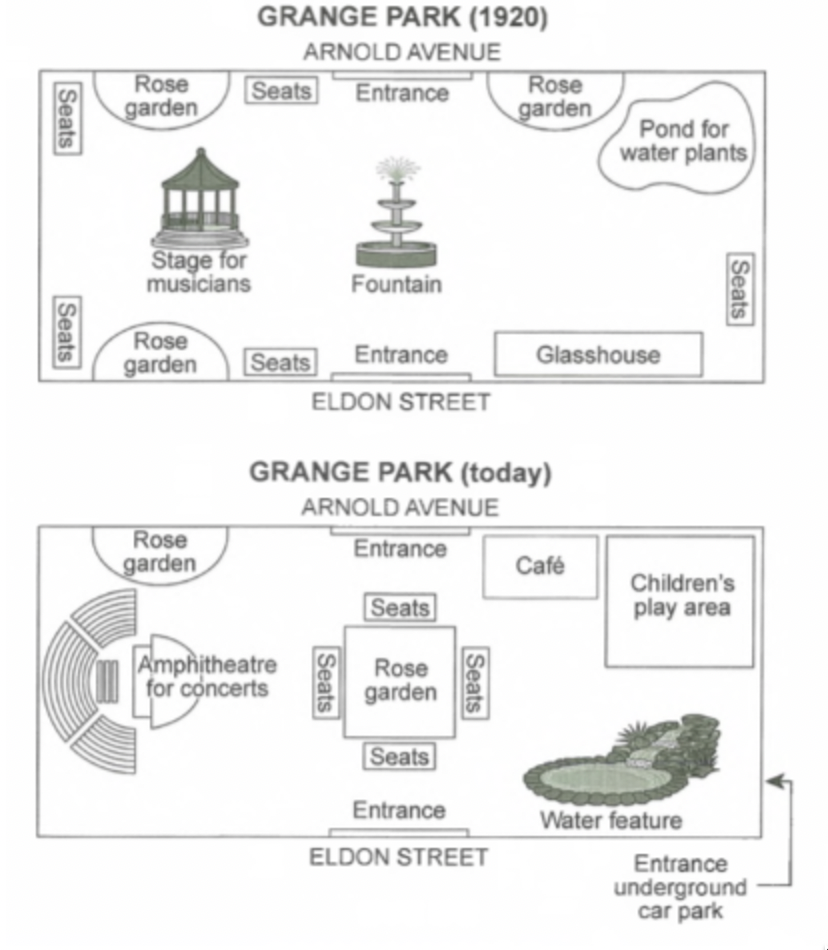 GRANGE PARK (1920)
ARNOLD AVENUE
Rose
garden
Seats
Entrance
Rose
garden
Seats
Pond for
water plants
Stage for
musicians
Fountain
Seats
Seats
Rose
garden
Seats
Entrance
Glasshouse
ELDON STREET
GRANGE PARK (today)
ARNOLD AVENUE
Rose
garden
Entrance
Café
Children's
play area
Seats
Amphitheatre
for concerts
Seats
Rose
garden
Seats
Seats
Entrance
Water feature
ELDON STREET
Entrance
underground
car park